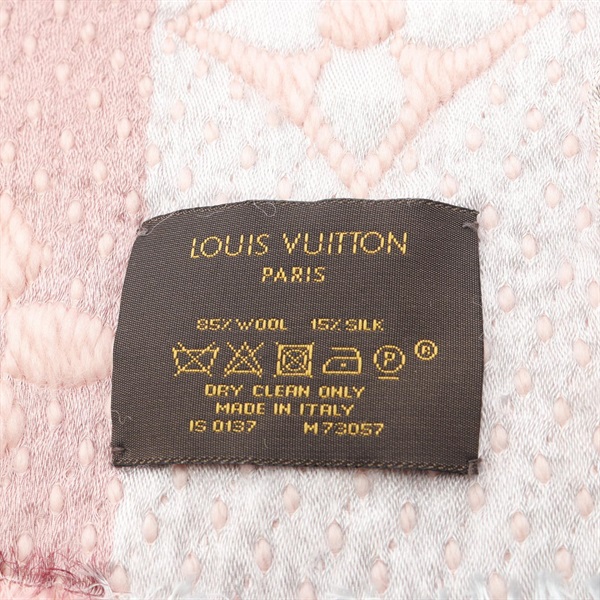 LOUIS VUITTON
PARIS
85% WOOL 15% SILK
P ®
DRY CLEAN ONLY
MADE IN ITALY
IS 0137 M73057